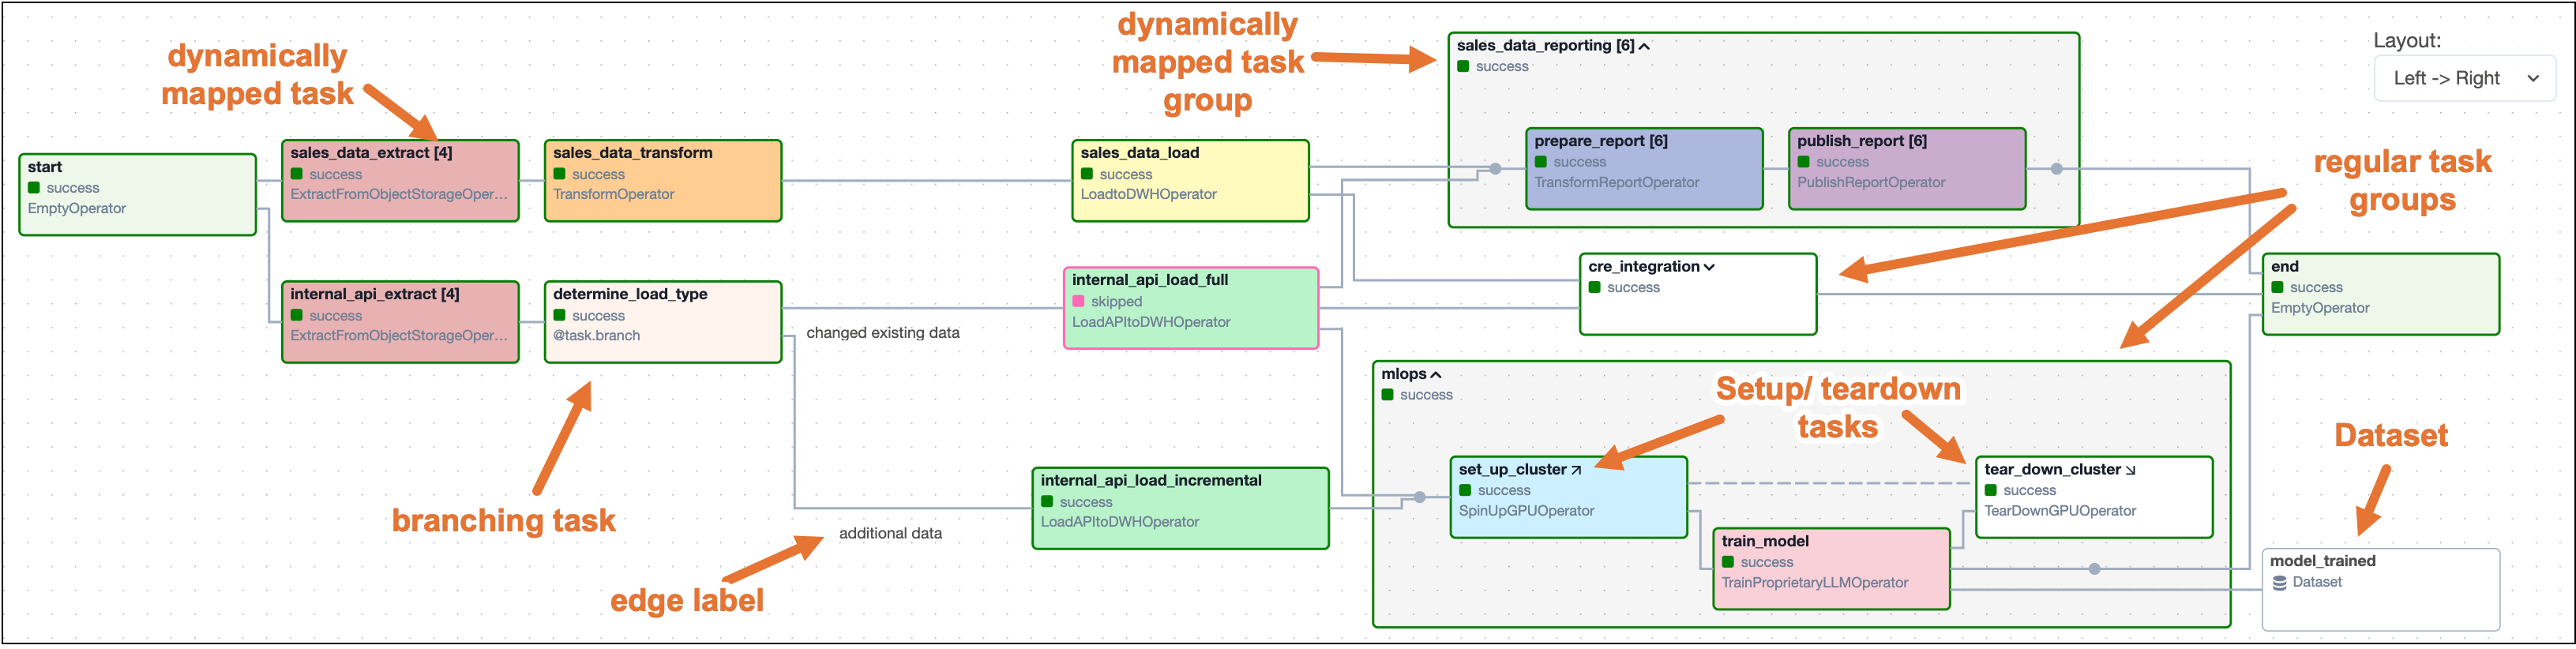 dynamically
mapped task
dynamically
mapped task
group
Layout:
Left -> Right
sales_data_reporting [6]
success
start
success
EmptyOperator
sales_data_extract [4]
success
ExtractFromObjectStorageOper...
sales_data_transform
success
TransformOperator
sales_data_load
success
LoadtoDWHOperator
prepare_report [6]
success
TransformReportOperator
publish_report [6]
success
PublishReportOperator
regular task
groups
internal_api_extract [4]
success
ExtractFromObjectStorageOper...
determine_load_type
success
@task.branch
changed existing data
internal_api_load_full
skipped
LoadAPItoDWHOperator
cre_integration
success
end
success
EmptyOperator
mlops
success
Setup/ teardown
tasks
branching task
additional data
edge label
internal_api_load_incremental
success
LoadAPItoDWHOperator
set_up_cluster
success
SpinUpGPUOperator
tear_down_cluster
success
TearDownGPUOperator
train_model
success
TrainProprietaryLLMOperator
Dataset
model_trained
Dataset